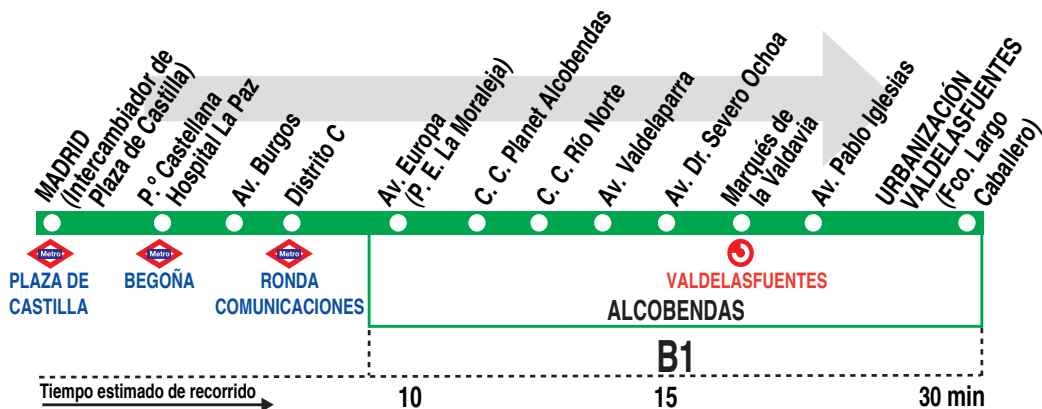 MADRID
(Intercambiador de
Plaza de Castilla)
P.º Castellana
Hospital La Paz
Av. Burgos
Distrito C
Av. Europa
(P. E. La Moraleja)
C. C. Planet Alcobendas
C. C. Río Norte
Av. Valdelaparra
Av. Dr. Severo Ochoa
Marqués de
la Valdavia
Av. Pablo Iglesias
URBANIZACIÓN
VALDELASFUENTES
(Fco. Largo
Caballero)
Metro
PLAZA DE
CASTILLA
Metro
BEGOÑA
Metro
RONDA
COMUNICACIONES
VALDELASFUENTES
ALCOBENDAS
B1
Tiempo estimado de recorrido
10
15
30 min